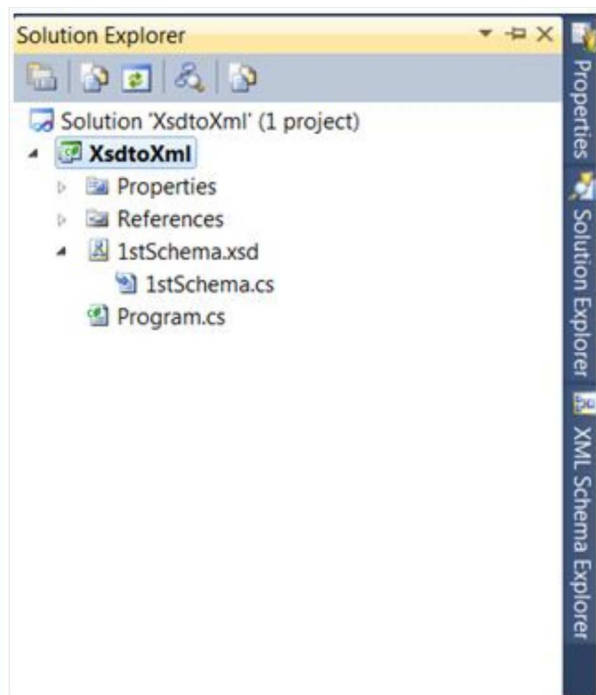 Solution Explorer
Solution 'XsdtoXml' (1 project)
XsdtoXml
Properties
References
1stSchema.xsd
1stSchema.cs
Program.cs
Properties
Solution Explorer
XML Schema Explorer